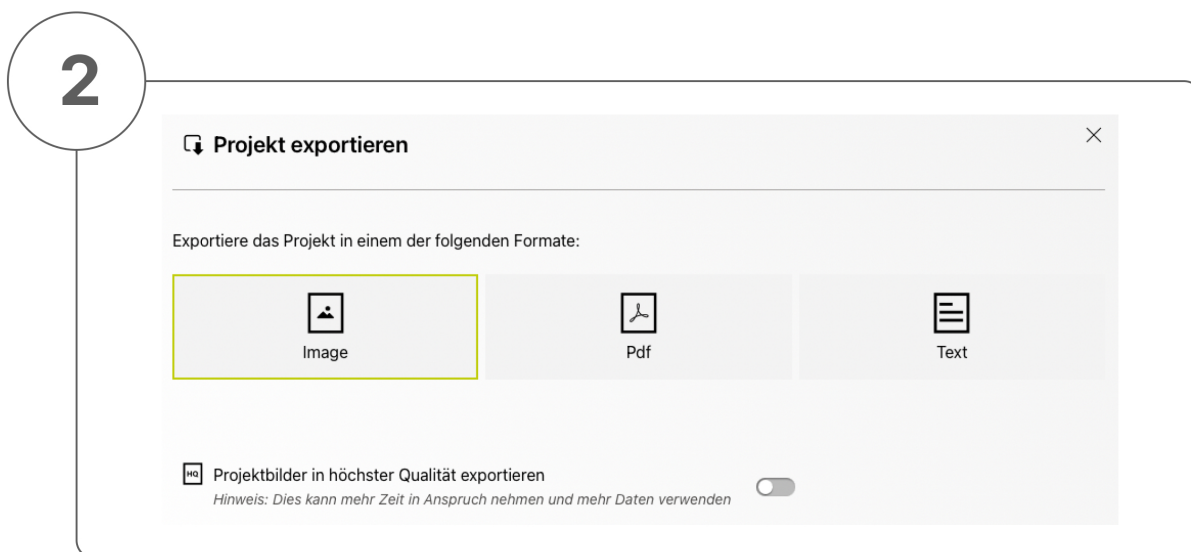 2
Projekt exportieren
Exportiere das Projekt in einem der folgenden Formate:
Image
Pdf
Text
HQ
Projektbilder in höchster Qualität exportieren
Hinweis: Dies kann mehr Zeit in Anspruch nehmen und mehr Daten verwenden